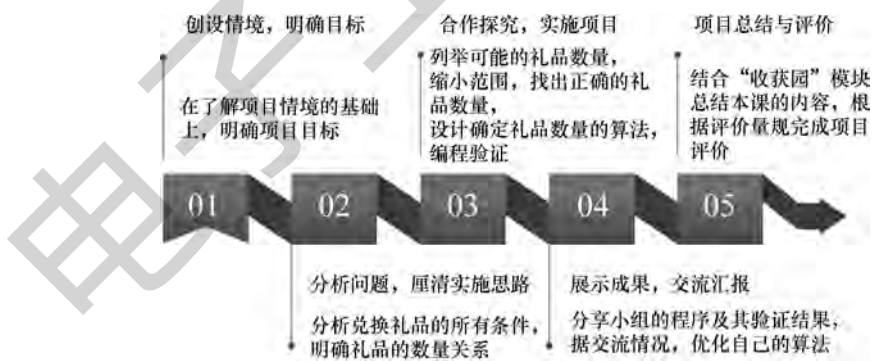 创设情境，明确目标
在了解项目情境的基础
上，明确项目目标
合作探究，实施项目
列举可能的礼品数量，
缩小范围，找出正确的礼
品数量，
设计确定礼品数量的算法，
编程验证
项目总结与评价
结合“收获园”模块
总结本课的内容，根
据评价量规完成项目
评价
01
02
03
04
05
分析问题，厘清实施思路
分析兑换礼品的所有条件，
明确礼品的数量关系
展示成果，交流汇报
分享小组的程序及其验证结果，
据交流情况，优化自己的算法
电子